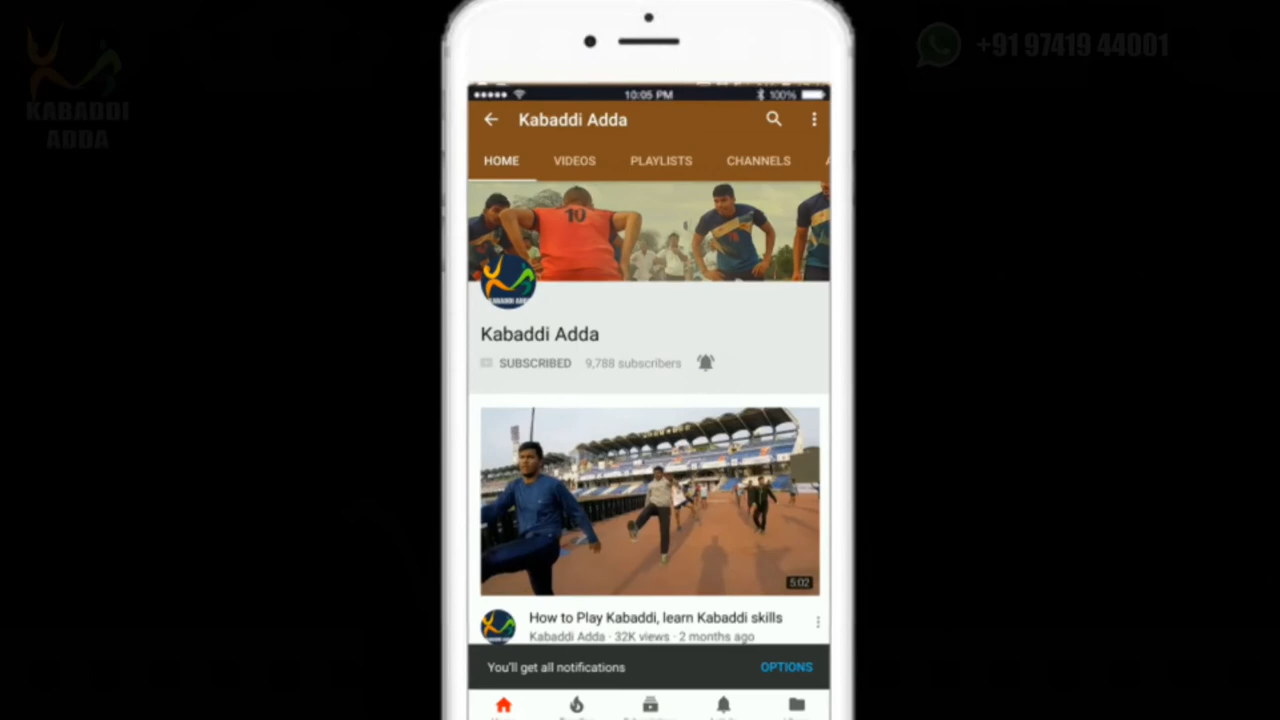 KABADDI
ADDA
+91 97419 44001
10:05 PM
100%
Kabaddi Adda
HOME
VIDEOS
PLAYLISTS
CHANNELS
10
KABADDI ADDA
Kabaddi Adda
SUBSCRIBED
9,788 subscribers
5:02
How to Play Kabaddi, learn Kabaddi skills
Kabaddi Adda · 32K views · 2 months ago
You'll get all notifications
OPTIONS